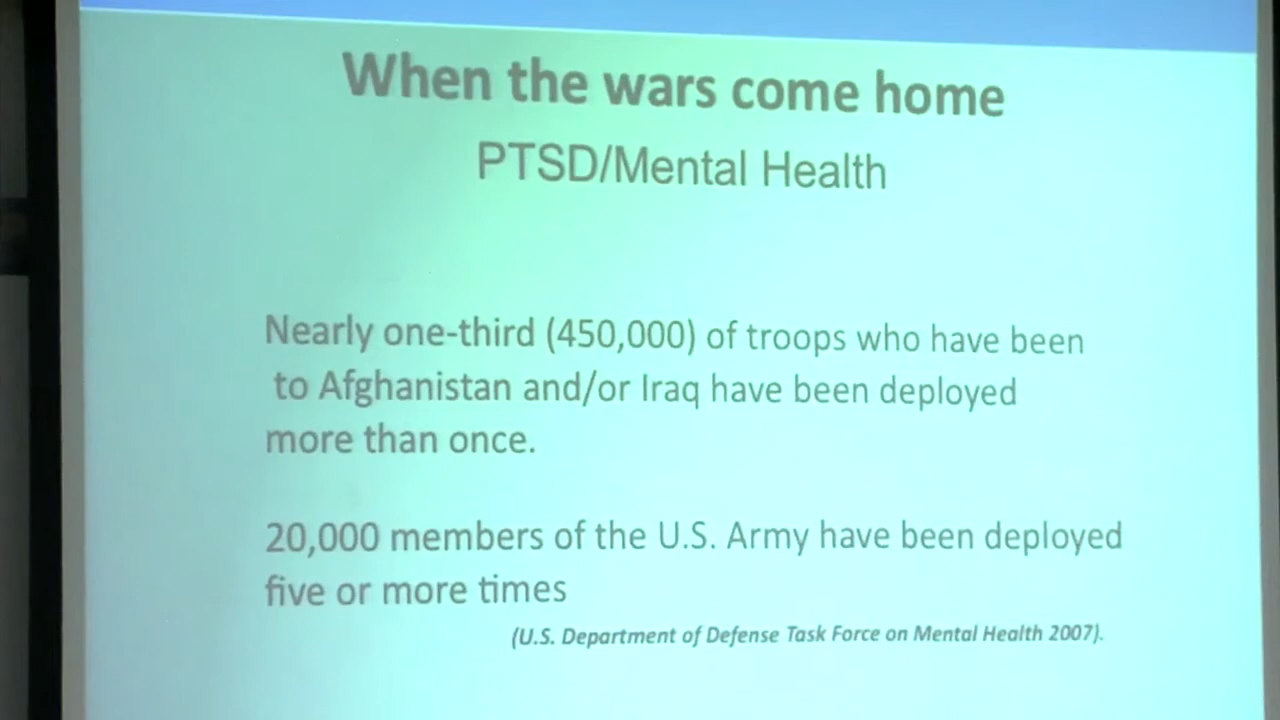 When the wars come home
PTSD/Mental Health
Nearly one-third (450,000) of troops who have been
to Afghanistan and/or Iraq have been deployed
more than once.
20,000 members of the U.S. Army have been deployed
five or more times
(U.S. Department of Defense Task Force on Mental Health 2007).